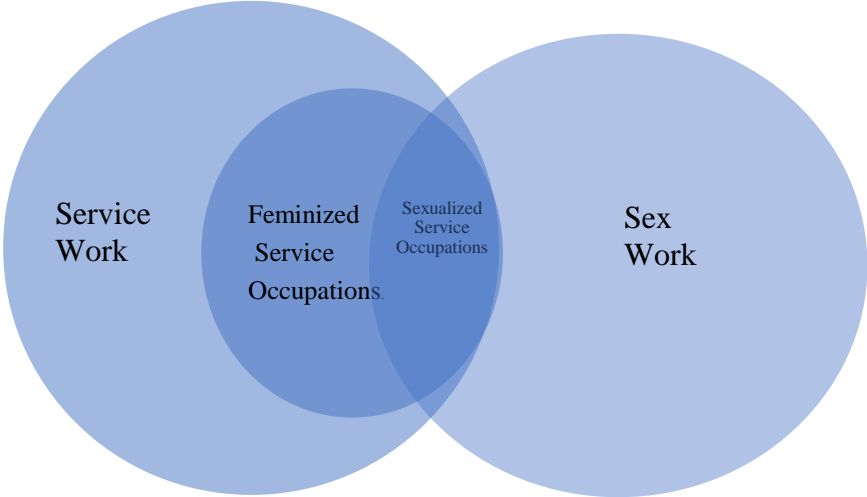 Service
Work
Feminized
Service
Occupations.
Sexualized
Service
Occupations
Sex
Work